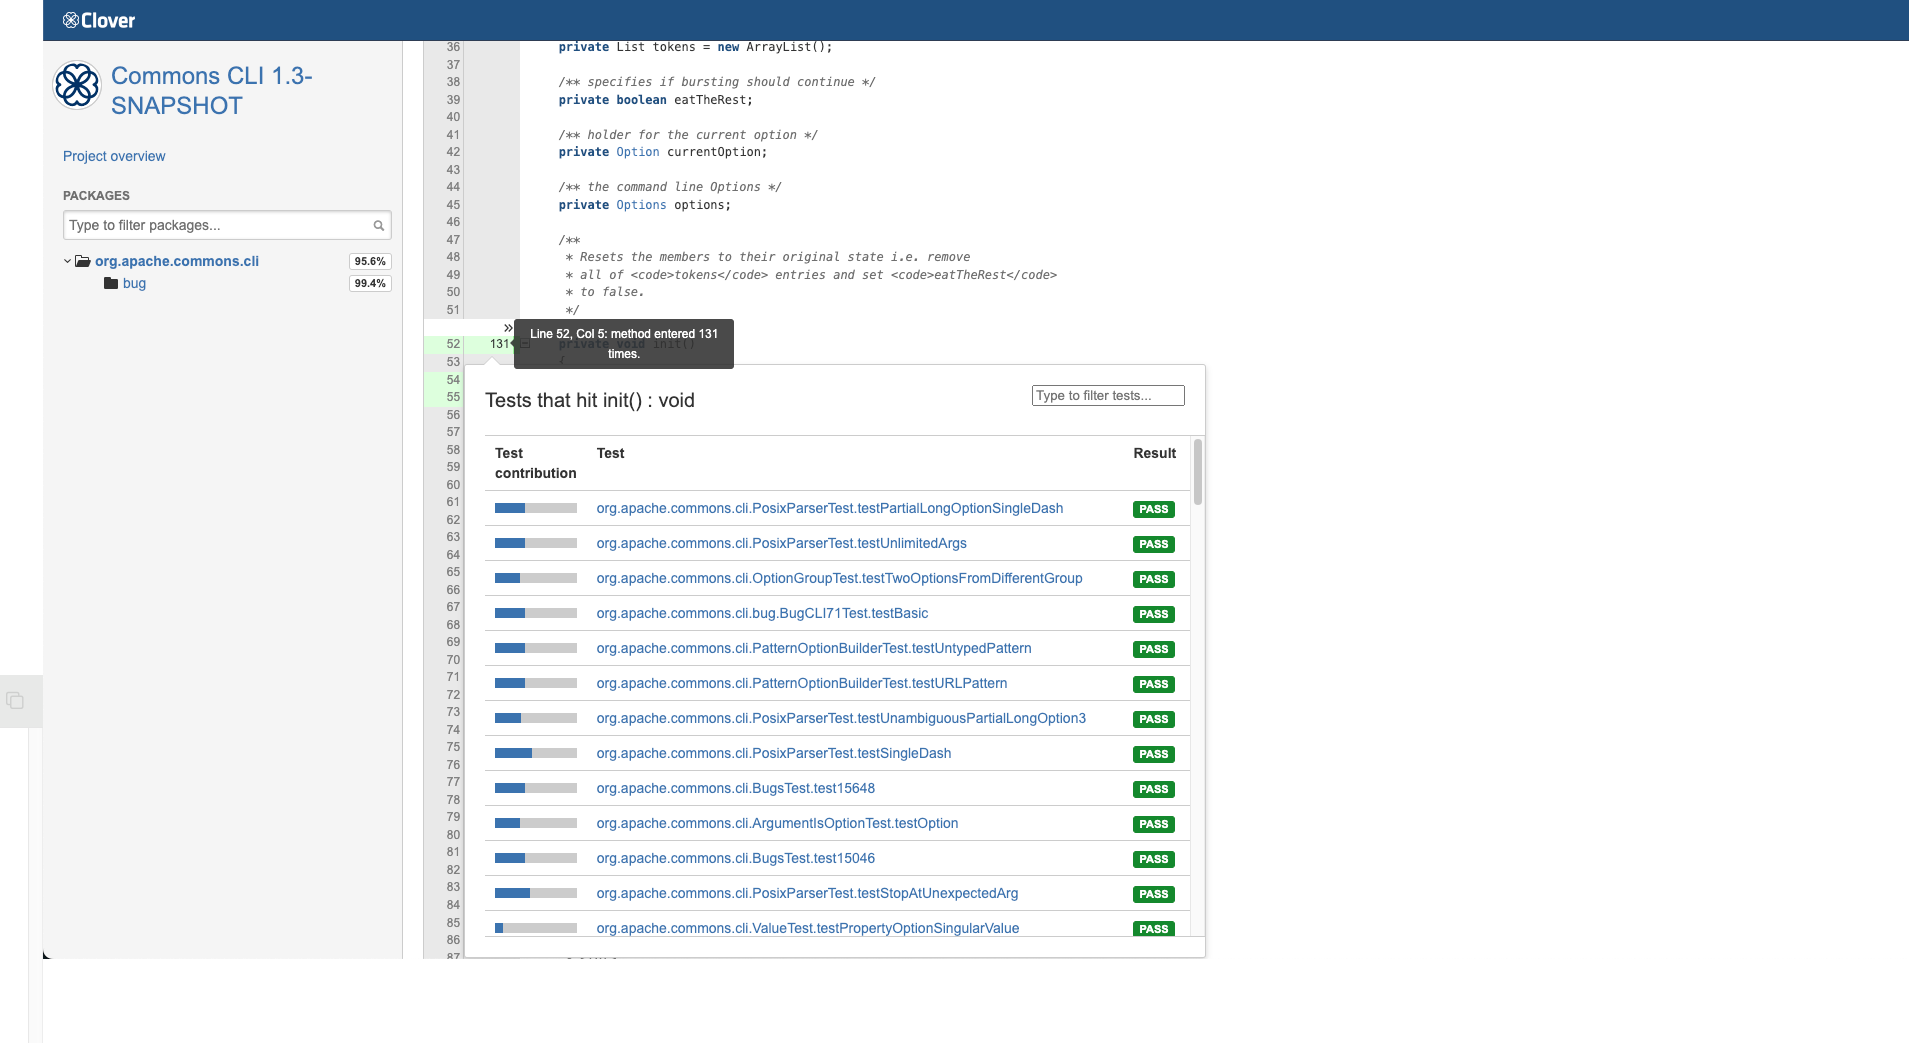 Clover
Commons CLI 1.3-
SNAPSHOT
Project overview
PACKAGES
Type to filter packages...
org.apache.commons.cli 95.6%
bug 99.4%
36 private List tokens = new ArrayList();
37
38 /** specifies if bursting should continue */
39 private boolean eatTheRest;
40
41 /** holder for the current option */
42 private Option currentOption;
43
44 /** the command line Options */
45 private Options options;
46
47 /**
48 * Resets the members to their original state i.e. remove
49 * all of <code>tokens</code> entries and set <code>eatTheRest</code>
50 * to false.
51 */
»
52 131 private void init()
Line 52, Col 5: method entered 131
times.
53 {
54
55
56
57
58
59
60
61
62
63
64
65
66
67
68
69
70
71
72
73
74
75
76
77
78
79
80
81
82
83
84
85
86
87
Tests that hit init() : void
Type to filter tests...
Test
contribution
Test
Result
org.apache.commons.cli.PosixParserTest.testPartialLongOptionSingleDash PASS
org.apache.commons.cli.PosixParserTest.testUnlimitedArgs PASS
org.apache.commons.cli.OptionGroupTest.testTwoOptionsFromDifferentGroup PASS
org.apache.commons.cli.bug.BugCLI71Test.testBasic PASS
org.apache.commons.cli.PatternOptionBuilderTest.testUntypedPattern PASS
org.apache.commons.cli.PatternOptionBuilderTest.testURLPattern PASS
org.apache.commons.cli.PosixParserTest.testUnambiguousPartialLongOption3 PASS
org.apache.commons.cli.PosixParserTest.testSingleDash PASS
org.apache.commons.cli.BugsTest.test15648 PASS
org.apache.commons.cli.ArgumentIsOptionTest.testOption PASS
org.apache.commons.cli.BugsTest.test15046 PASS
org.apache.commons.cli.PosixParserTest.testStopAtUnexpectedArg PASS
org.apache.commons.cli.ValueTest.testPropertyOptionSingularValue PASS